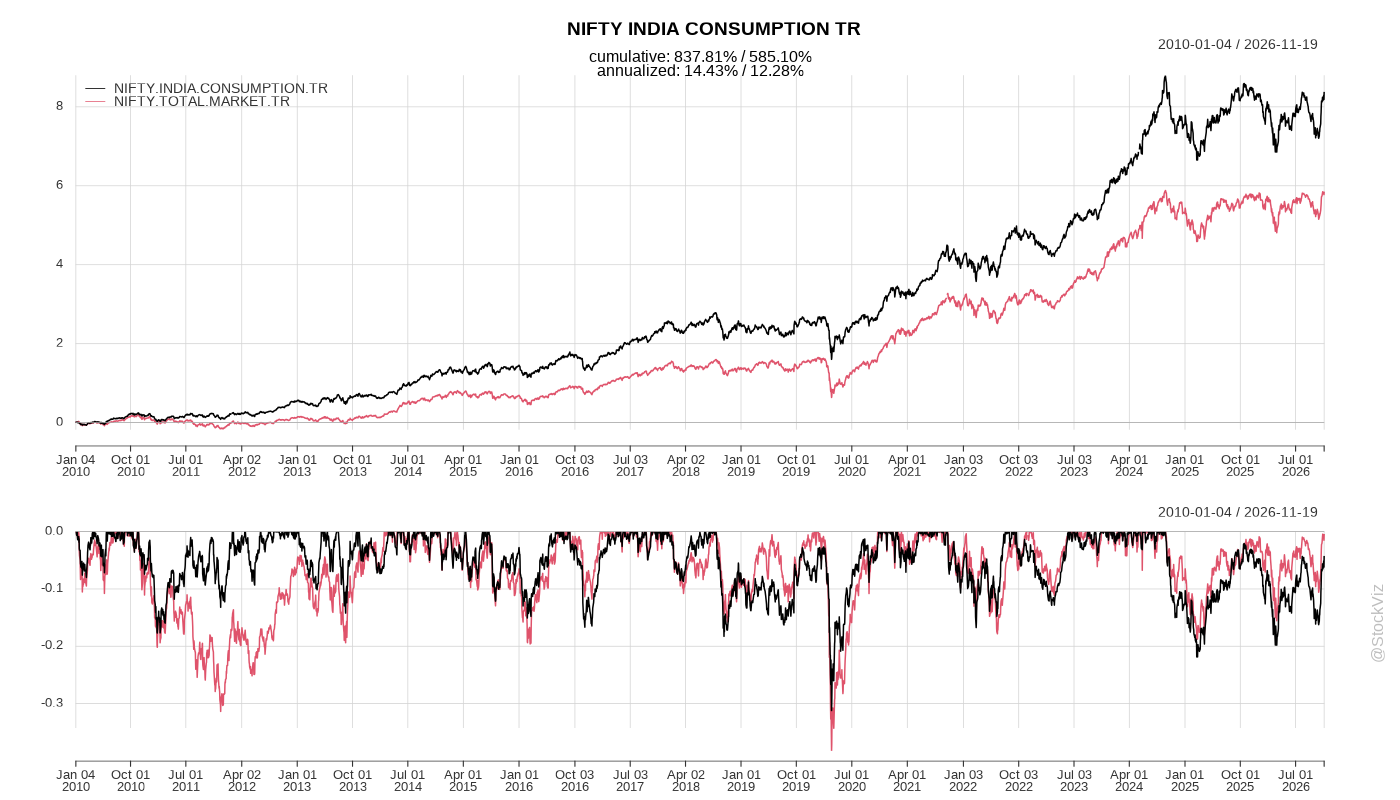 NIFTY INDIA CONSUMPTION TR
2010-01-04 / 2026-11-19
cumulative: 837.81% / 585.10%
annualized: 14.43% / 12.28%
NIFTY.INDIA.CONSUMPTION.TR
NIFTY.TOTAL.MARKET.TR
8
6
4
2
0
Jan 04 Oct 01 Jul 01 Apr 02 Jan 01 Oct 01 Jul 01 Apr 01 Jan 01 Oct 03 Jul 03 Apr 02 Jan 01 Oct 01 Jul 01 Apr 01 Jan 03 Oct 03 Jul 03 Apr 01 Jan 01 Oct 01 Jul 01
2010 2010 2011 2012 2013 2013 2014 2015 2016 2016 2017 2018 2019 2019 2020 2021 2022 2022 2023 2024 2025 2025 2026
2010-01-04 / 2026-11-19
0.0
-0.1
-0.2
-0.3
Jan 04 Oct 01 Jul 01 Apr 02 Jan 01 Oct 01 Jul 01 Apr 01 Jan 01 Oct 03 Jul 03 Apr 02 Jan 01 Oct 01 Jul 01 Apr 01 Jan 03 Oct 03 Jul 03 Apr 01 Jan 01 Oct 01 Jul 01
2010 2010 2011 2012 2013 2013 2014 2015 2016 2016 2017 2018 2019 2019 2020 2021 2022 2022 2023 2024 2025 2025 2026
@StockViz